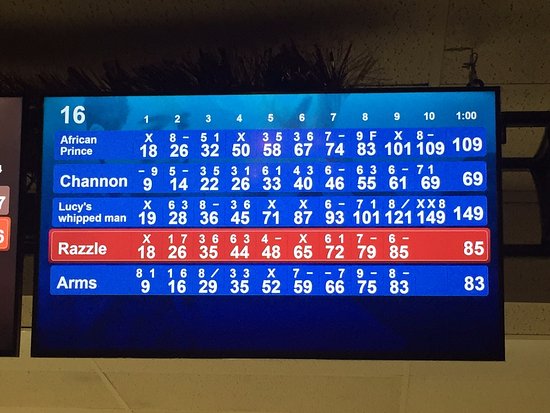 16 1 2 3 4 5 6 7 8 9 10 1:00
X 8 – 5 1 X 3 5 3 6 7 – 9 F X 8 –
African Prince 18 26 32 50 58 67 74 83 101 109 109
– 9 5 – 3 5 3 1 6 1 3 3 4 – 6 3 6 – 7 1
Channon 9 14 22 26 33 40 46 55 61 69 69
X 6 3 8 – 3 6 X X 6 – 7 – 8 / X X 8
Lucy's whipped man 19 28 36 45 71 87 93 101 121 149 149
X 1 7 3 6 6 3 4 – X 6 1 7 – 6 –
Razzle 18 26 35 44 48 65 72 79 85 85
8 1 1 6 8 / 3 3 X 7 – – 7 9 – 8 –
Arms 9 16 29 35 52 59 66 75 83 83